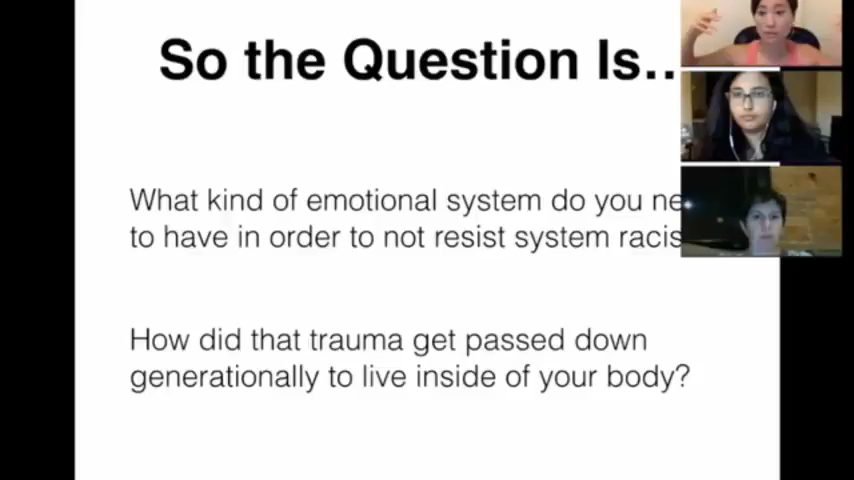 So the Question Is..
What kind of emotional system do you ne
to have in order to not resist system racis
How did that trauma get passed down
generationally to live inside of your body?